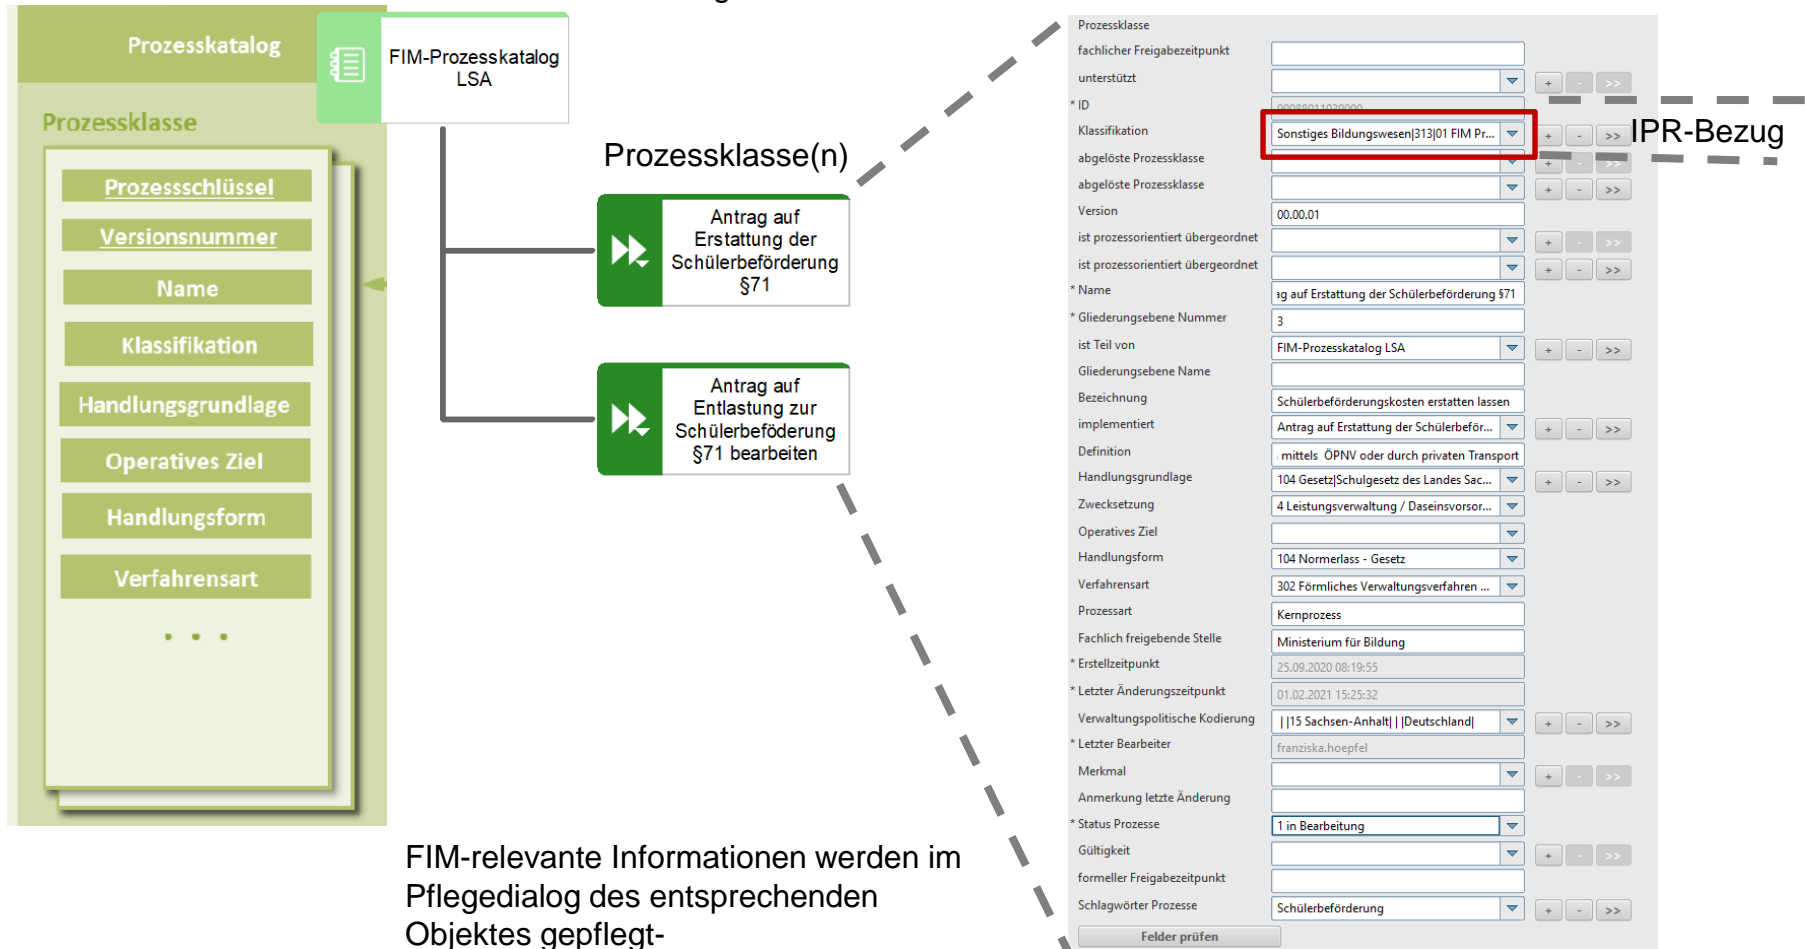 Prozesskatalog
Prozessklasse
Prozessschlüssel
Versionsnummer
Name
Klassifikation
Handlungsgrundlage
Operatives Ziel
Handlungsform
Verfahrensart
. . .
FIM-Prozesskatalog
LSA
Prozessklasse(n)
Antrag auf
Erstattung der
Schülerbeförderung
§71
Antrag auf
Entlastung zur
Schülerbeföderung
§71 bearbeiten
FIM-relevante Informationen werden im
Pflegedialog des entsprechenden
Objektes gepflegt-
Prozessklasse
fachlicher Freigabezeitpunkt
unterstützt + - >>
* ID 99088011039000
Klassifikation Sonstiges Bildungswesen|313|01 FIM Pr... + - >>
IPR-Bezug
abgelöste Prozessklasse + - >>
abgelöste Prozessklasse + - >>
Version 00.00.01
ist prozessorientiert übergeordnet + - >>
ist prozessorientiert übergeordnet + - >>
* Name ag auf Erstattung der Schülerbeförderung §71
* Gliederungsebene Nummer 3
ist Teil von FIM-Prozesskatalog LSA + - >>
Gliederungsebene Name
Bezeichnung Schülerbeförderungskosten erstatten lassen
implementiert Antrag auf Erstattung der Schülerbeför... + - >>
Definition mittels ÖPNV oder durch privaten Transport
Handlungsgrundlage 104 Gesetz|Schulgesetz des Landes Sac... + - >>
Zwecksetzung 4 Leistungsverwaltung / Daseinsvorsor...
Operatives Ziel
Handlungsform 104 Normerlass - Gesetz
Verfahrensart 302 Förmliches Verwaltungsverfahren ...
Prozessart Kernprozess
Fachlich freigebende Stelle Ministerium für Bildung
* Erstellzeitpunkt 25.09.2020 08:19:55
* Letzter Änderungszeitpunkt 01.02.2021 15:25:32
Verwaltungspolitische Kodierung | |15 Sachsen-Anhalt| | |Deutschland| + - >>
* Letzter Bearbeiter franziska.hoepfel
Merkmal + - >>
Anmerkung letzte Änderung
* Status Prozesse 1 in Bearbeitung
Gültigkeit + - >>
formeller Freigabezeitpunkt
Schlagwörter Prozesse Schülerbeförderung + - >>
Felder prüfen